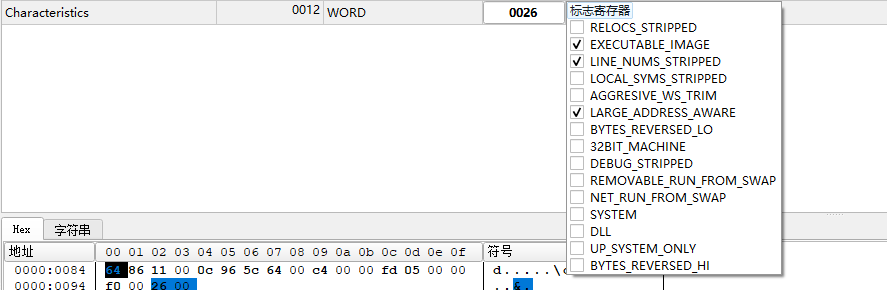 Characteristics 0012 WORD 0026 标志寄存器
RELOCS_STRIPPED
EXECUTABLE_IMAGE
LINE_NUMS_STRIPPED
LOCAL_SYMS_STRIPPED
AGGRESIVE_WS_TRIM
LARGE_ADDRESS_AWARE
BYTES_REVERSED_LO
32BIT_MACHINE
DEBUG_STRIPPED
REMOVABLE_RUN_FROM_SWAP
NET_RUN_FROM_SWAP
SYSTEM
DLL
UP_SYSTEM_ONLY
BYTES_REVERSED_HI
Hex 字符串
地址 00 01 02 03 04 05 06 07 08 09 0a 0b 0c 0d 0e 0f 符号
0000:0084 64 86 11 00 0c 96 5c 64 00 c4 00 00 fd 05 00 00 d.....\d
0000:0094 f0 00 26 00 ..&.